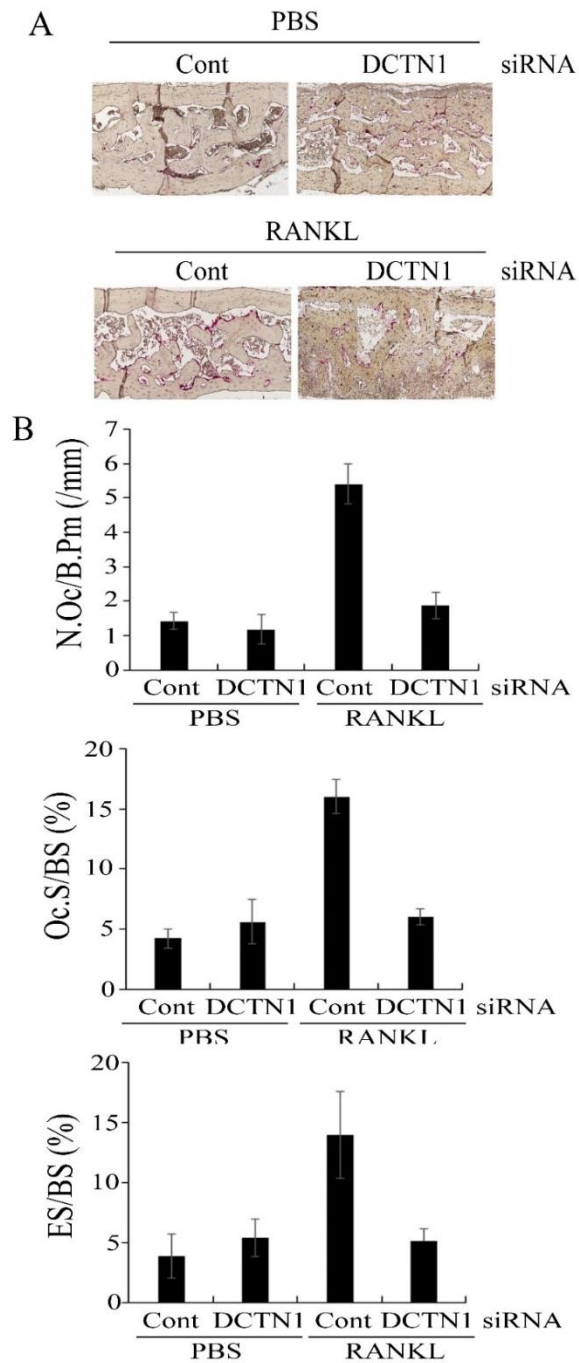 A
PBS
Cont DCTN1 siRNA
RANKL
Cont DCTN1 siRNA
B
N.Oc/B.Pm (/mm)
7
6
5
4
3
2
1
0
Cont DCTN1 Cont DCTN1 siRNA
PBS RANKL
Oc.S/BS (%)
20
15
10
5
0
Cont DCTN1 Cont DCTN1 siRNA
PBS RANKL
ES/BS (%)
20
15
10
5
0
Cont DCTN1 Cont DCTN1 siRNA
PBS RANKL